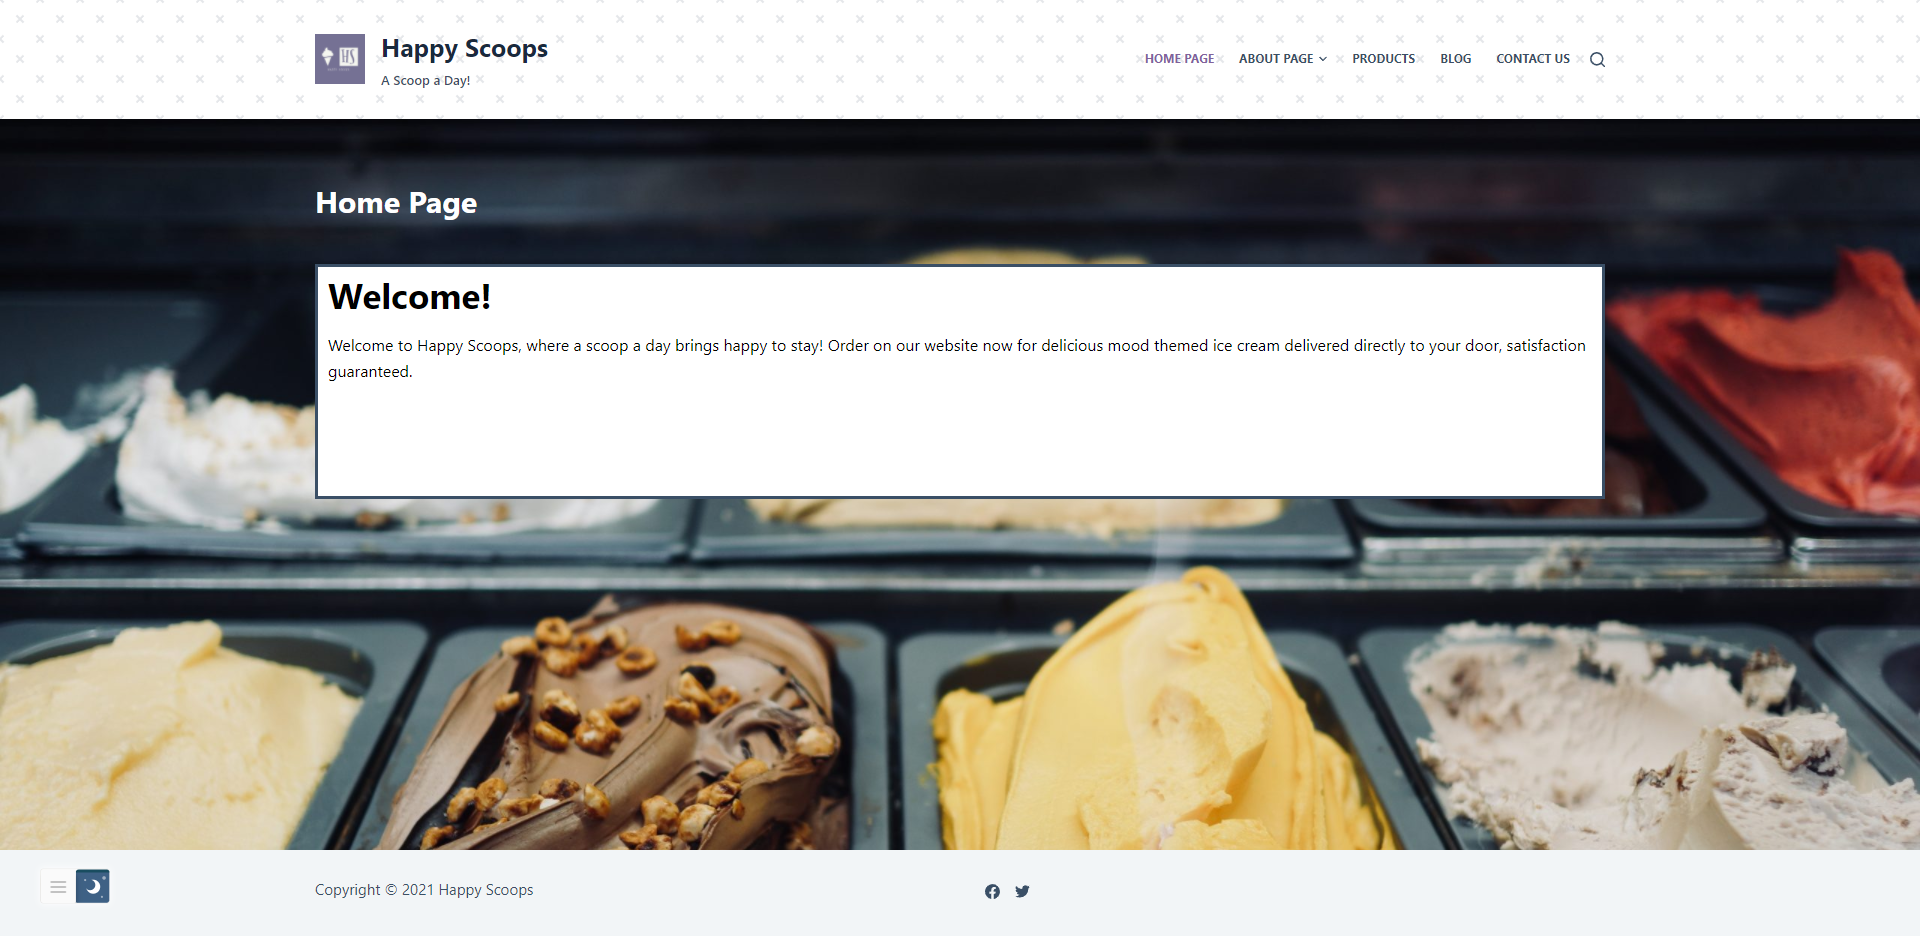 HS
Happy Scoops
A Scoop a Day!
HOME PAGE
ABOUT PAGE
PRODUCTS
BLOG
CONTACT US
Home Page
Welcome!
Welcome to Happy Scoops, where a scoop a day brings happy to stay! Order on our website now for delicious mood themed ice cream delivered directly to your door, satisfaction
guaranteed.
Copyright © 2021 Happy Scoops